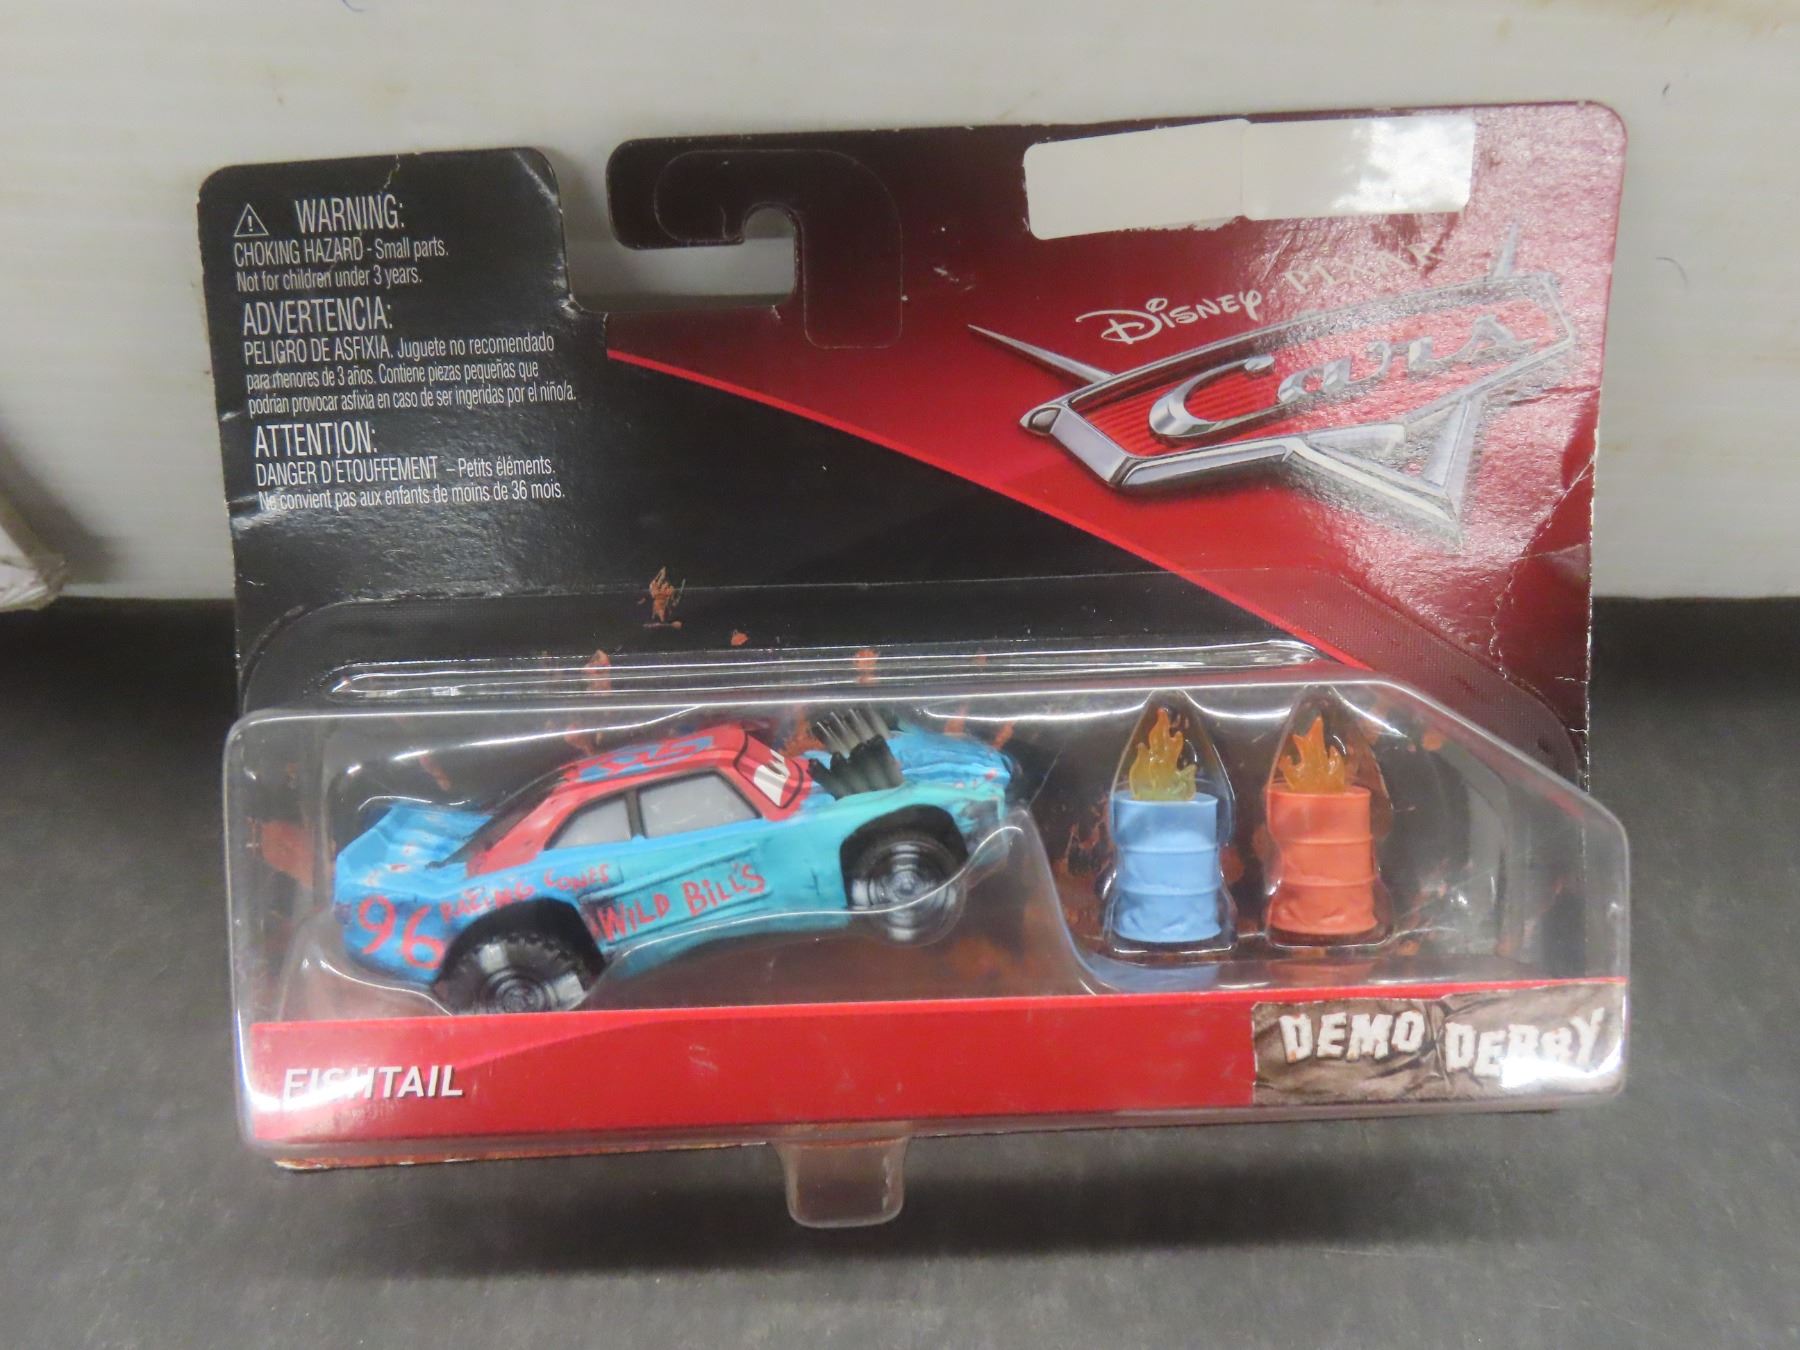 WARNING:
CHOKING HAZARD - Small parts.
Not for children under 3 years.
ADVERTENCIA:
PELIGRO DE ASFIXIA. Juguete no recomendado
para menores de 3 años. Contiene piezas pequeñas que
podrían provocar asfixia en caso de ser ingeridas por el niño/a.
ATTENTION:
DANGER D'ÉTOUFFEMENT – Petits éléments.
Ne convient pas aux enfants de moins de 36 mois.
DISNEY PIXAR
Cars
96
RACING CONES
WILD BILL'S
FISHTAIL
DEMO DERBY